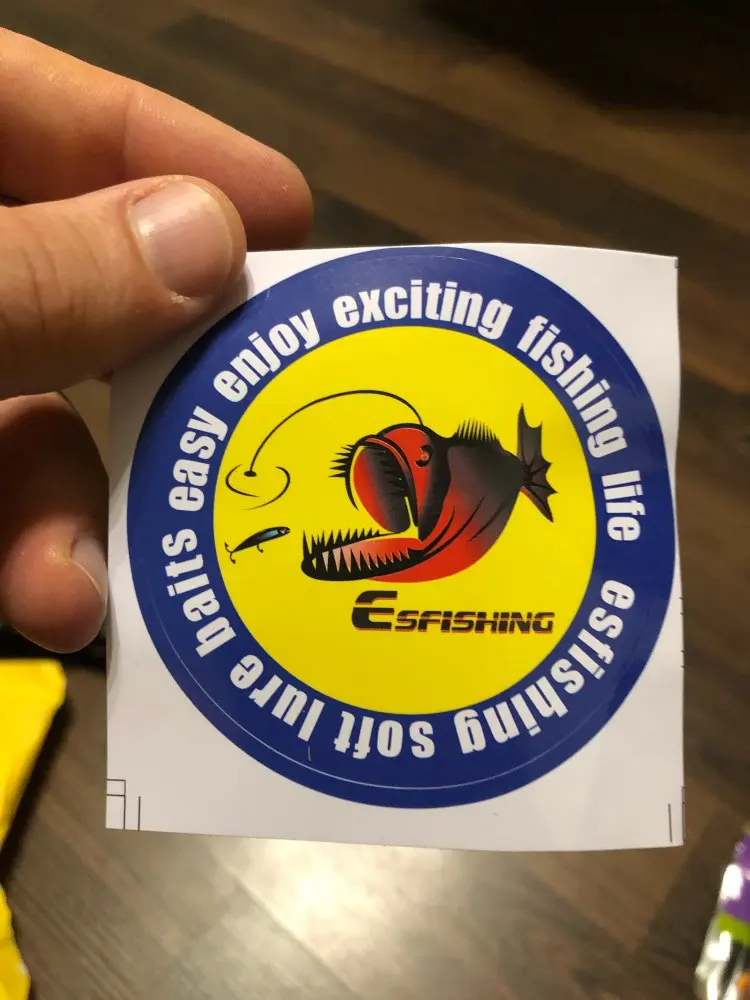 easy enjoy exciting fishing life
esfishing soft lure baits
ESFISHING